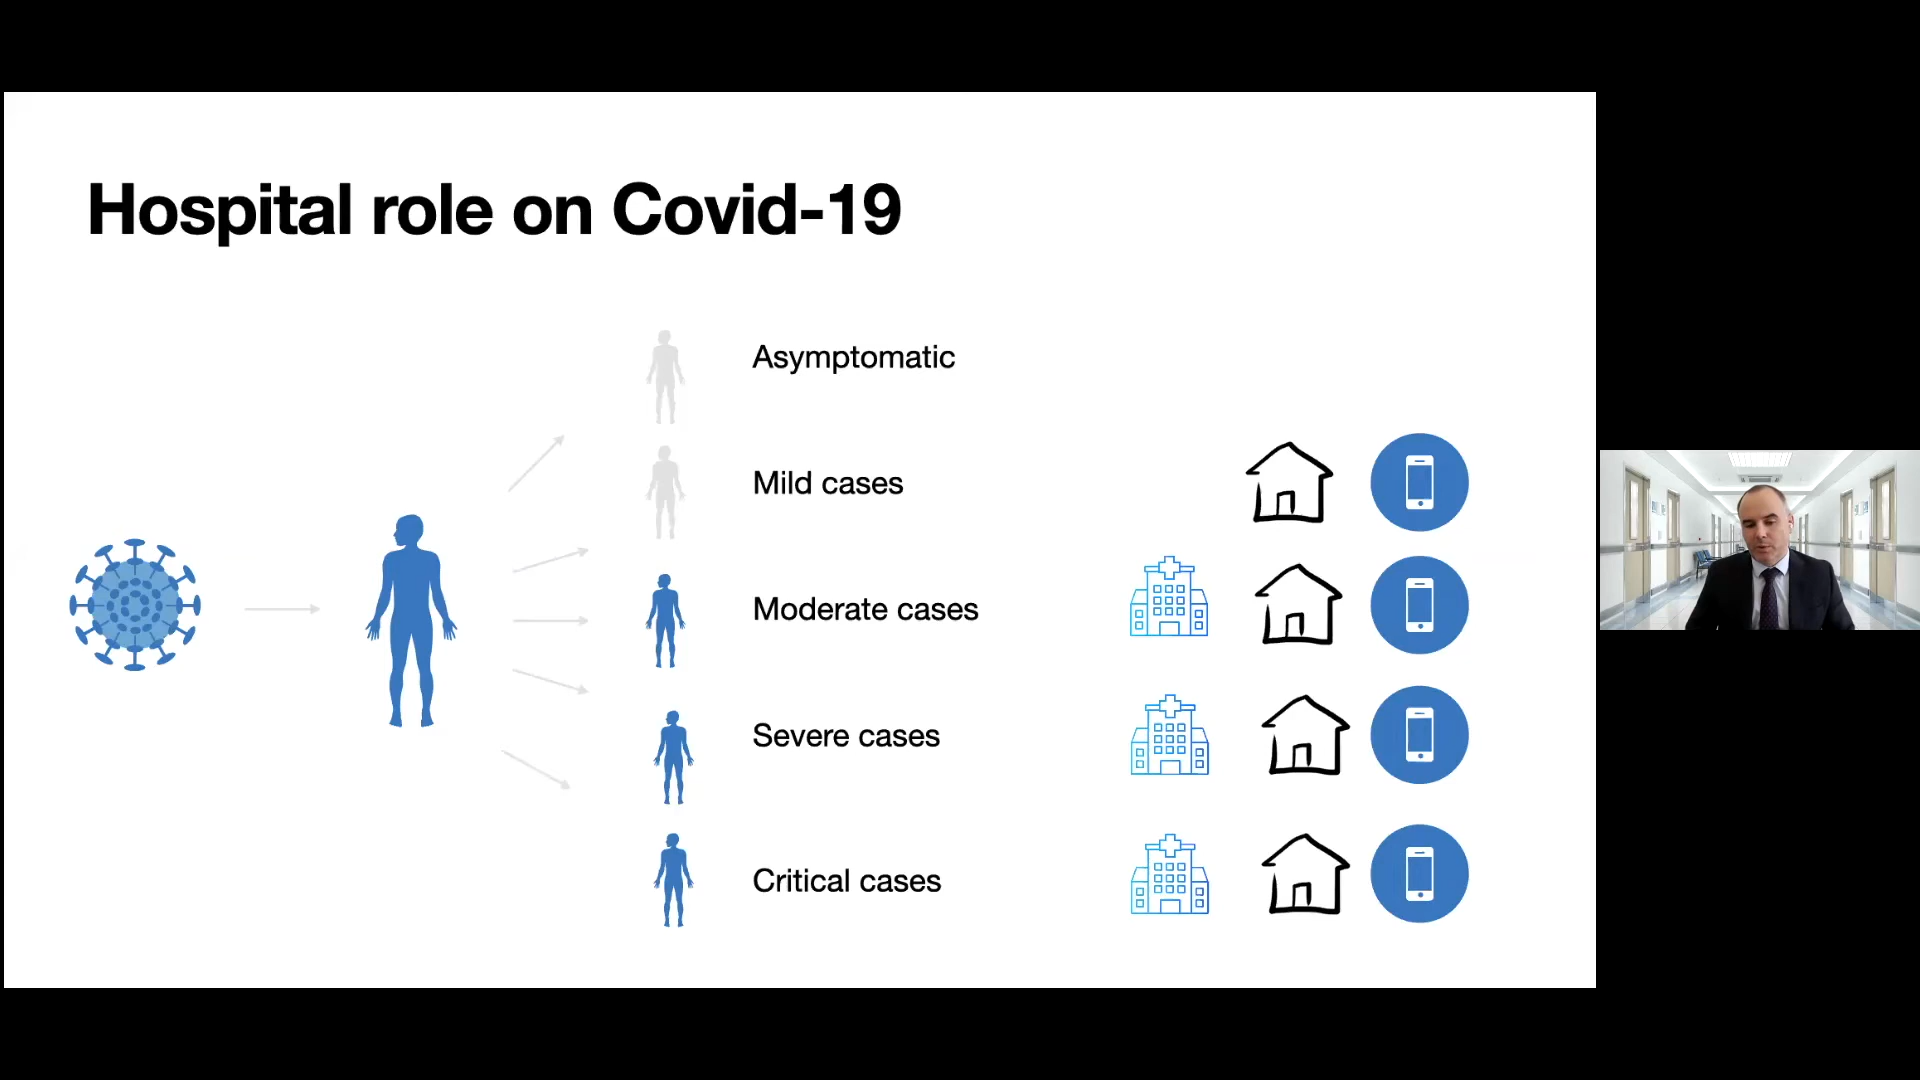 Hospital role on Covid-19
Asymptomatic
Mild cases
Moderate cases
Severe cases
Critical cases